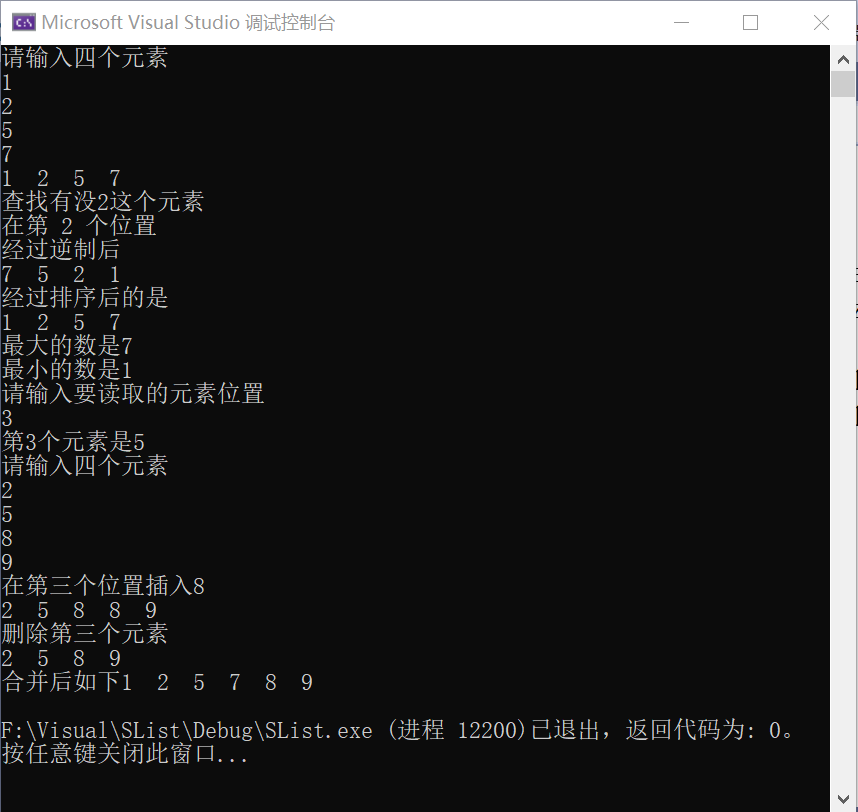 Microsoft Visual Studio 调试控制台
请输入四个元素
1
2
5
7
1  2  5  7
查找有没2这个元素
在第 2 个位置
经过逆制后
7  5  2  1
经过排序后的是
1  2  5  7
最大的数是7
最小的数是1
请输入要读取的元素位置
3
第3个元素是5
请输入四个元素
2
5
8
9
在第三个位置插入8
2  5  8  8  9
删除第三个元素
2  5  8  9
合并后如下1  2  5  7  8  9
F:\Visual\SList\Debug\SList.exe (进程 12200)已退出，返回代码为: 0。
按任意键关闭此窗口...